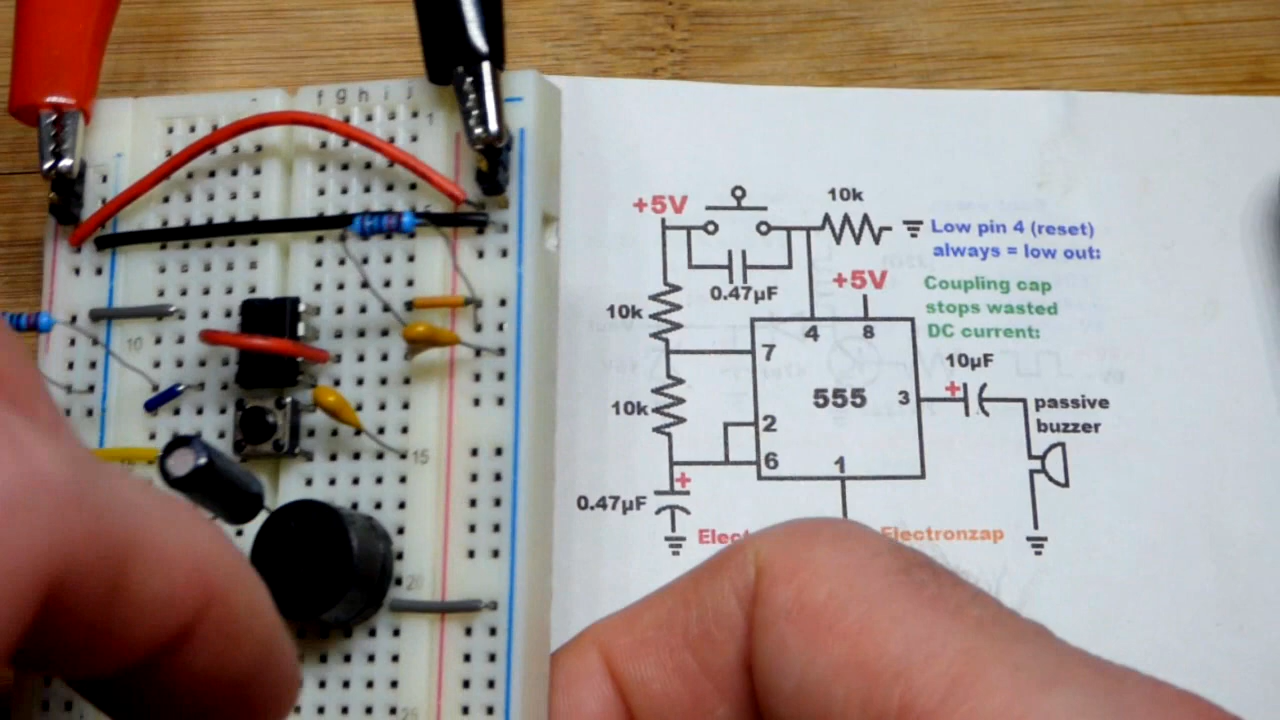 f g h i j
1
10
15
20
25
+5V
10k
Low pin 4 (reset)
always = low out:
0.47µF
+5V
Coupling cap
stops wasted
DC current:
10k
4
8
7
10µF
10k
555
3
+
passive
buzzer
2
6
1
+
0.47µF
Electronzap